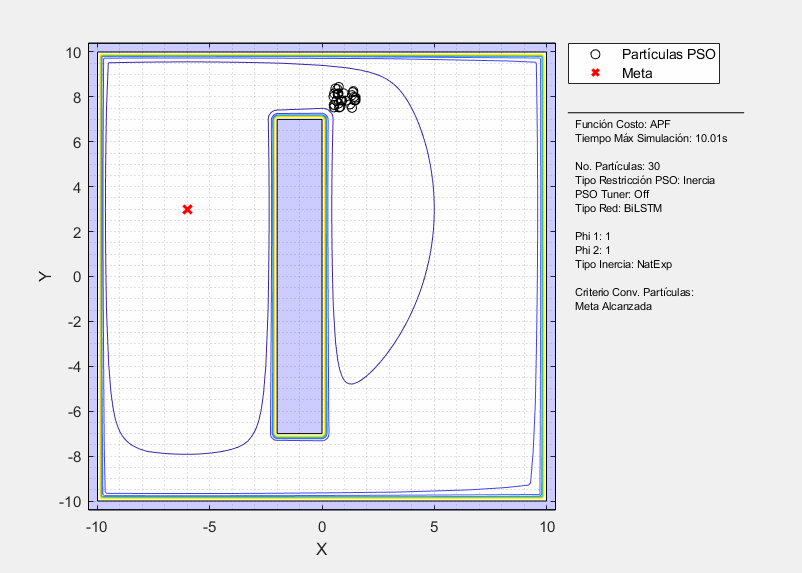 Partículas PSO
Meta
Función Costo: APF
Tiempo Máx Simulación: 10.01s
No. Partículas: 30
Tipo Restricción PSO: Inercia
PSO Tuner: Off
Tipo Red: BiLSTM
Phi 1: 1
Phi 2: 1
Tipo Inercia: NatExp
Criterio Conv. Partículas:
Meta Alcanzada
10
8
6
4
2
0
-2
-4
-6
-8
-10
Y
-10 -5 0 5 10
X